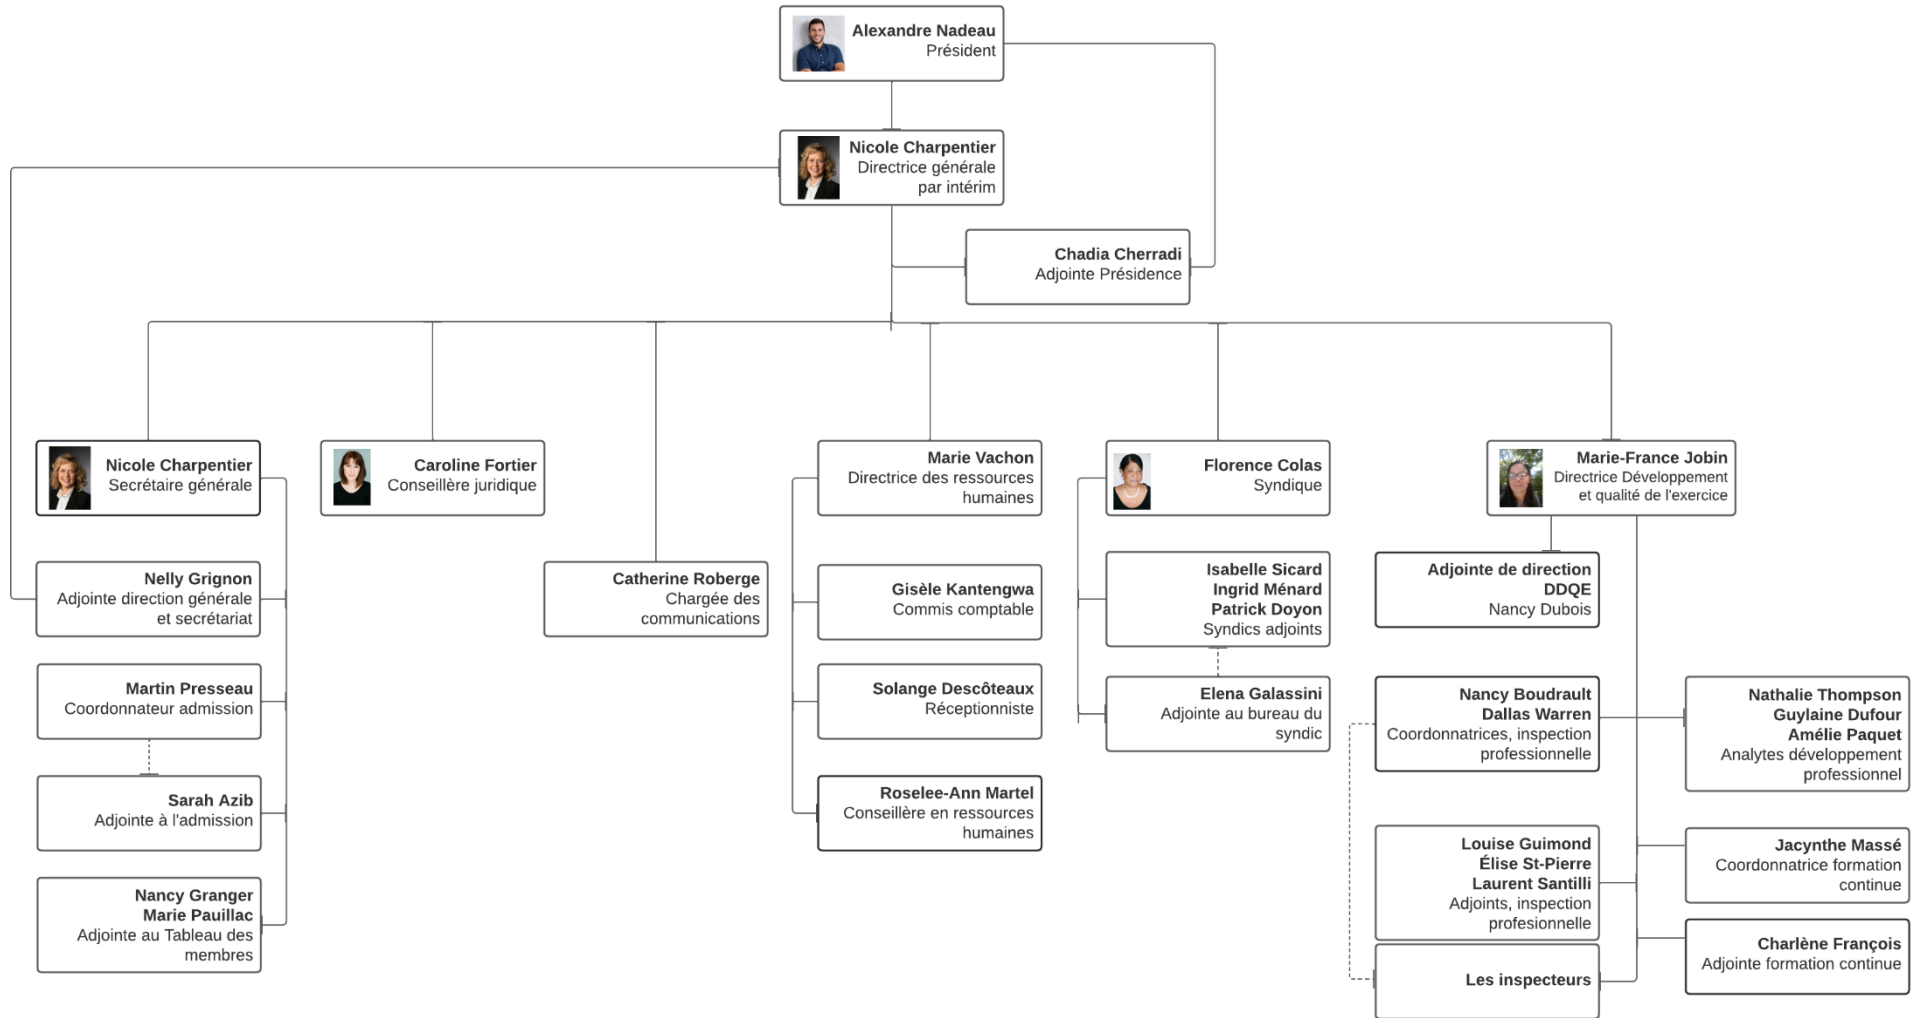 Alexandre Nadeau
Président
Nicole Charpentier
Directrice générale
par intérim
Chadia Cherradi
Adjointe Présidence
Nicole Charpentier
Secrétaire générale
Caroline Fortier
Conseillère juridique
Marie Vachon
Directrice des ressources
humaines
Florence Colas
Syndique
Marie-France Jobin
Directrice Développement
et qualité de l'exercice
Nelly Grignon
Adjointe direction générale
et secrétariat
Catherine Roberge
Chargée des
communications
Gisèle Kantengwa
Commis comptable
Isabelle Sicard
Ingrid Ménard
Patrick Doyon
Syndics adjoints
Adjointe de direction
DDQE
Nancy Dubois
Martin Presseau
Coordonnateur admission
Solange Descôteaux
Réceptionniste
Elena Galassini
Adjointe au bureau du
syndic
Nancy Boudrault
Dallas Warren
Coordonnatrices, inspection
professionnelle
Nathalie Thompson
Guylaine Dufour
Amélie Paquet
Analytes développement
professionnel
Sarah Azib
Adjointe à l'admission
Roselee-Ann Martel
Conseillère en ressources
humaines
Louise Guimond
Élise St-Pierre
Laurent Santilli
Adjoints, inspection
profesionnelle
Jacynthe Massé
Coordonnatrice formation
continue
Nancy Granger
Marie Pauillac
Adjointe au Tableau des
membres
Les inspecteurs
Charlène François
Adjointe formation continue